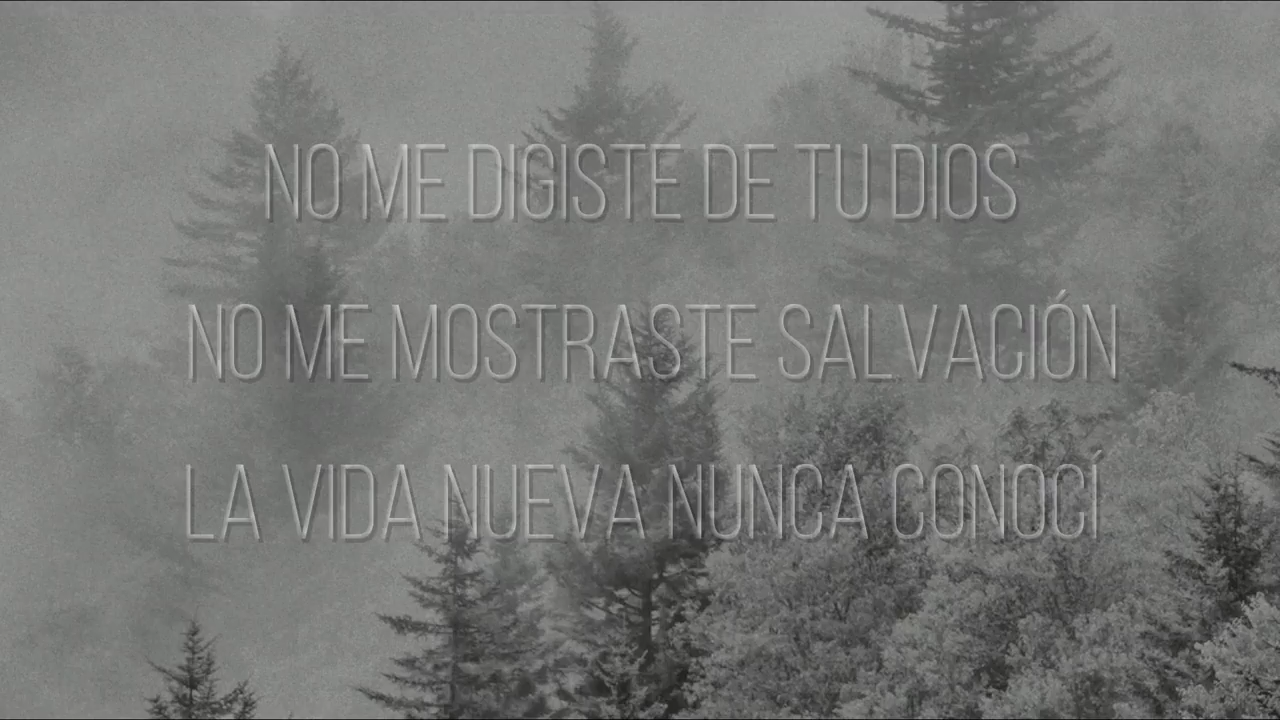 NO ME DIGISTE DE TU DIOS
NO ME MOSTRASTE SALVACIÓN
LA VIDA NUEVA NUNCA CONOCÍ